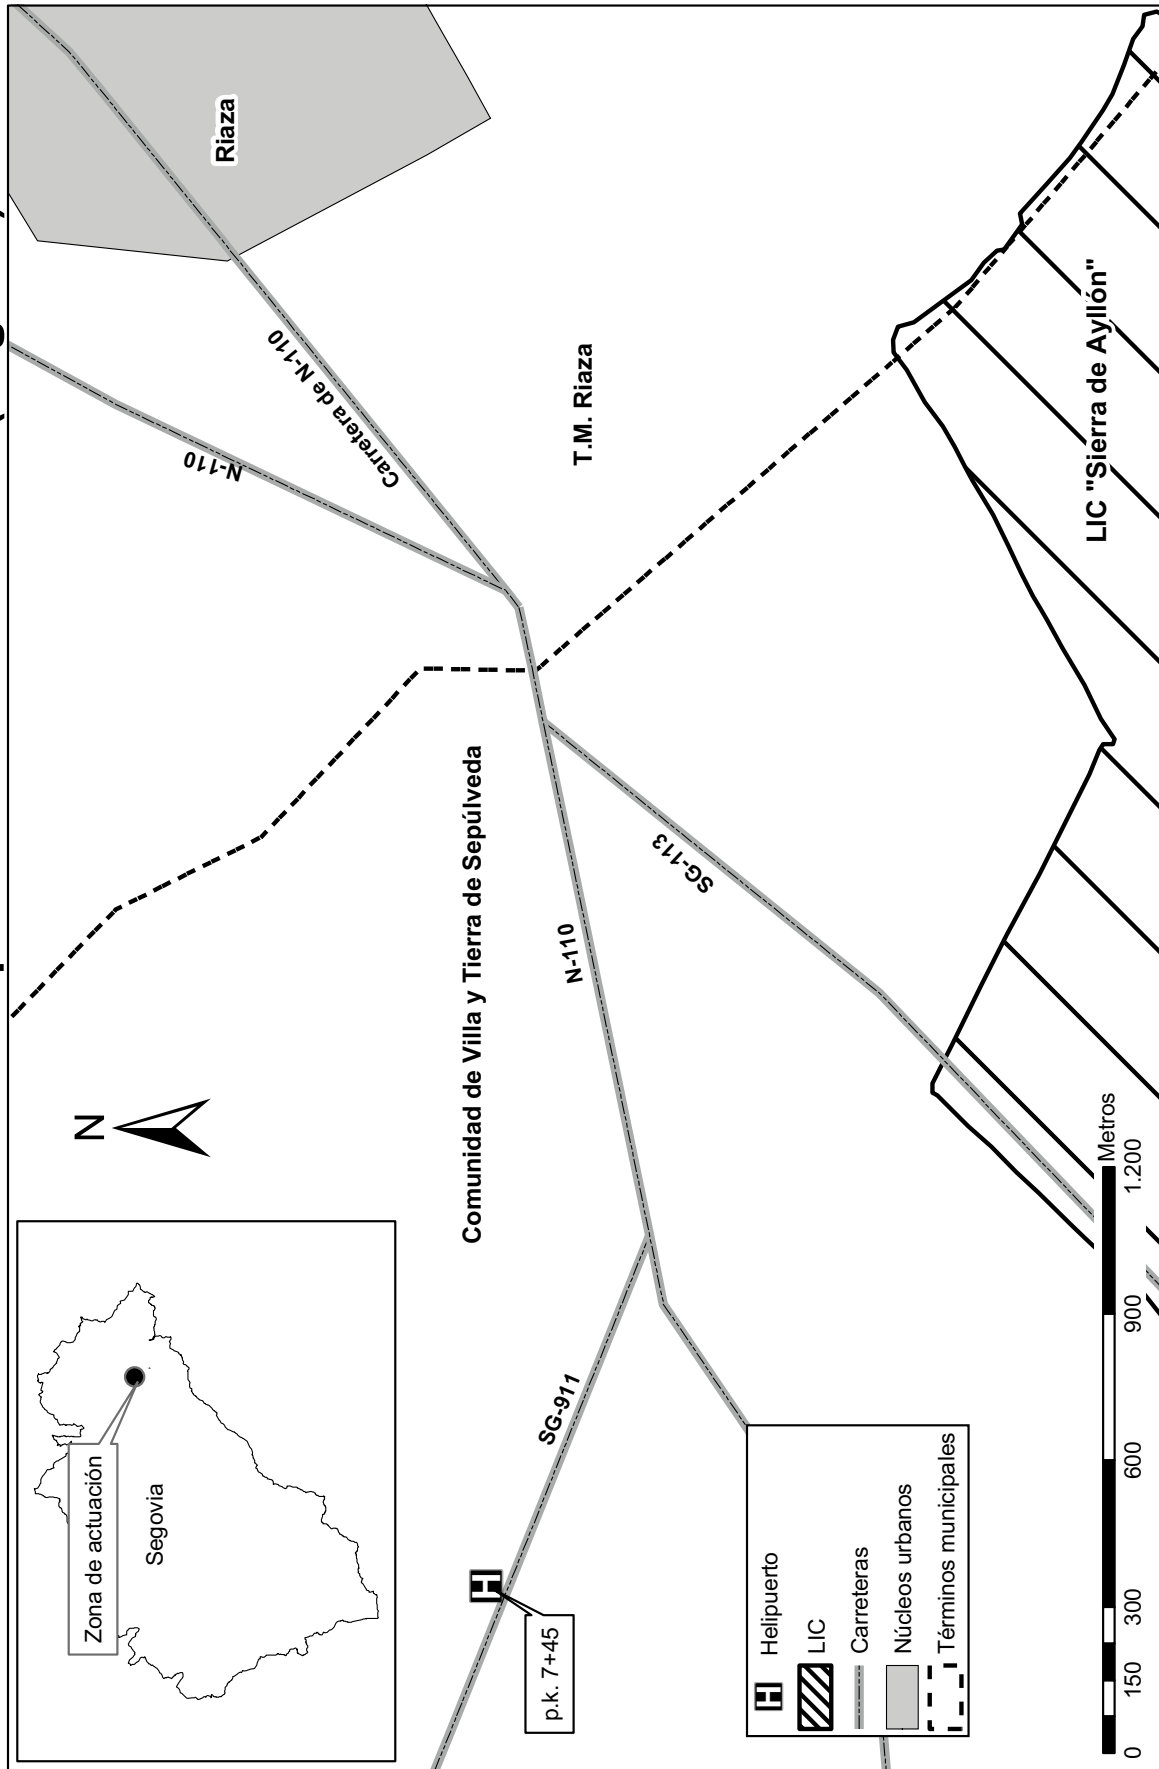 N
Zona de actuación
Segovia
Riaza
N-110
Carretera de N-110
T.M. Riaza
Comunidad de Villa y Tierra de Sepúlveda
N-110
SG-113
SG-911
p.k. 7+45
LIC "Sierra de Ayllón"
Helipuerto
LIC
Carreteras
Núcleos urbanos
Términos municipales
0 150 300 600 900 1.200
Metros